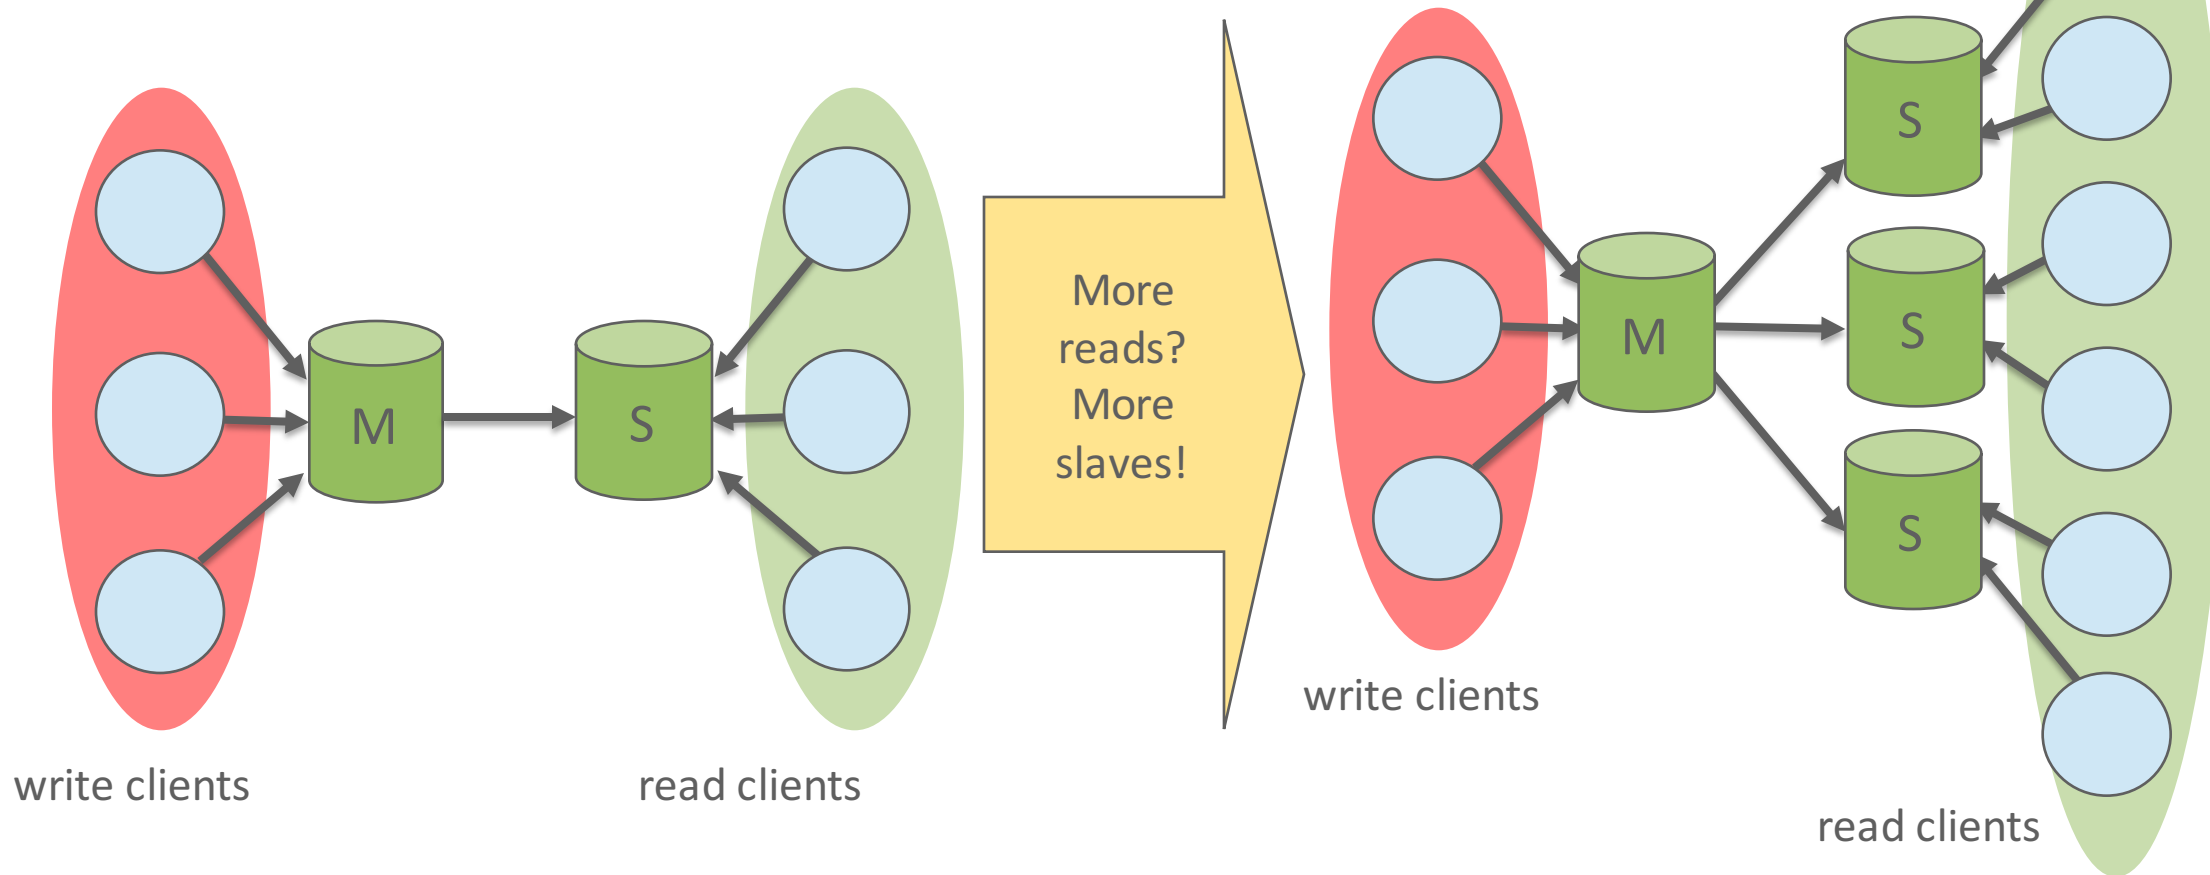 M
S
write clients
read clients
More
reads?
More
slaves!
M
S
S
S
write clients
read clients